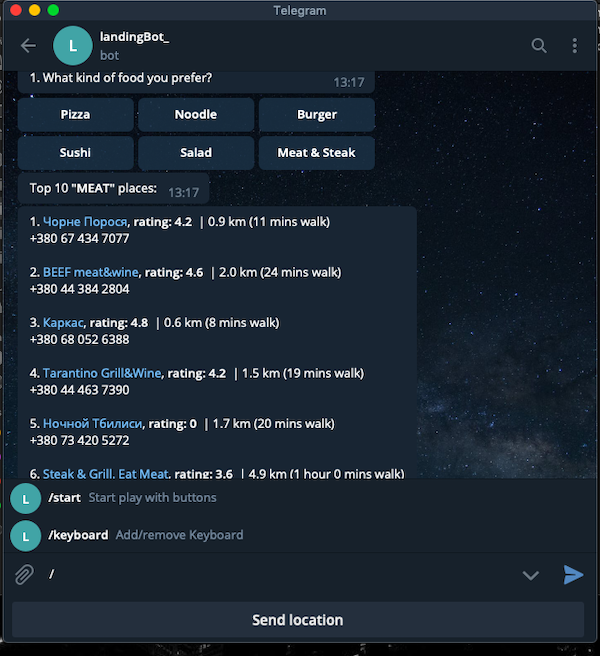 Telegram
L
landingBot_
bot
1. What kind of food you prefer?
13:17
Pizza
Noodle
Burger
Sushi
Salad
Meat & Steak
Top 10 "MEAT" places:
13:17
1. Чорне Порося, rating: 4.2 | 0.9 km (11 mins walk)
+380 67 434 7077
2. BEEF meat&wine, rating: 4.6 | 2.0 km (24 mins walk)
+380 44 384 2804
3. Каркас, rating: 4.8 | 0.6 km (8 mins walk)
+380 68 052 6388
4. Tarantino Grill&Wine, rating: 4.2 | 1.5 km (19 mins walk)
+380 44 463 7390
5. Ночной Тбилиси, rating: 0 | 1.7 km (20 mins walk)
+380 73 420 5272
6. Steak & Grill. Eat Meat, rating: 3.6 | 4.9 km (1 hour 0 mins walk)
L
/start Start play with buttons
L
/keyboard Add/remove Keyboard
/
Send location